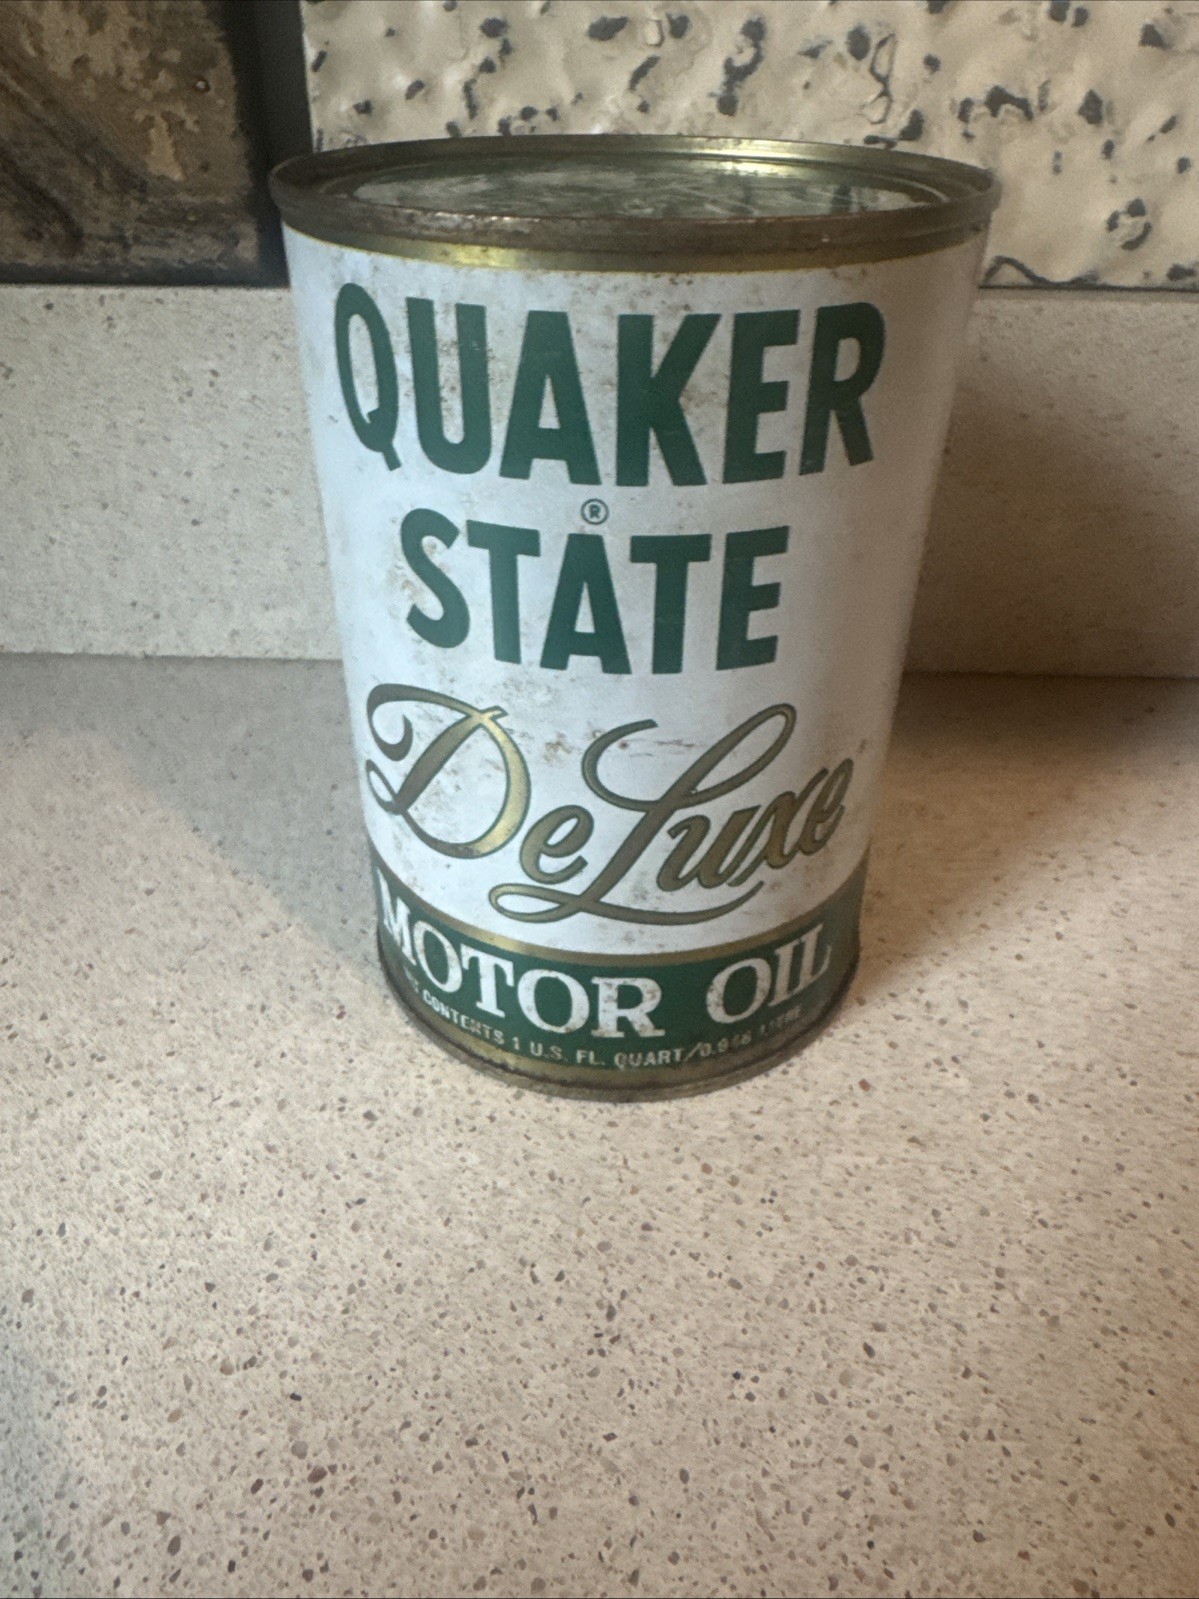 QUAKER
STATE
®
DeLuxe
MOTOR OIL
CONTENTS 1 U.S. FL. QUART/0.946 LITRE